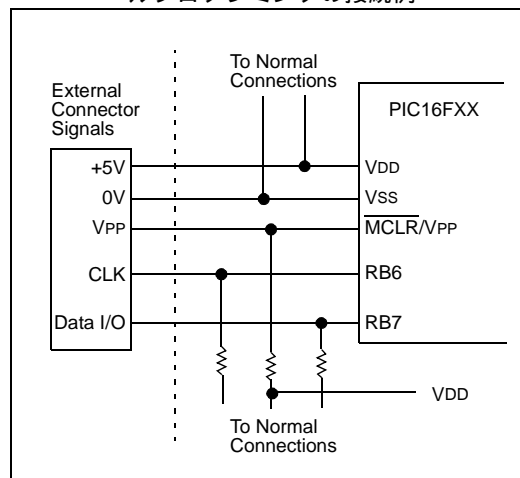 To Normal
Connections
External
Connector
Signals
PIC16FXX
+5V
VDD
0V
VSS
VPP
MCLR/VPP
CLK
RB6
Data I/O
RB7
VDD
To Normal
Connections